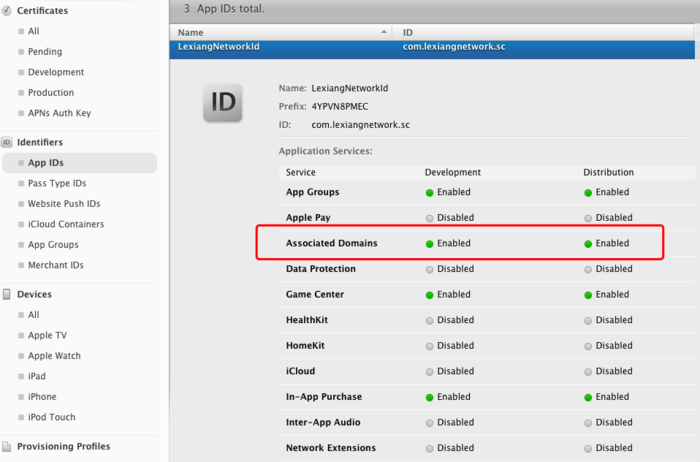 Certificates
All
Pending
Development
Production
APNs Auth Key
ID Identifiers
App IDs
Pass Type IDs
Website Push IDs
iCloud Containers
App Groups
Merchant IDs
Devices
All
Apple TV
Apple Watch
iPad
iPhone
iPod Touch
Provisioning Profiles
3 App IDs total.
Name ID
LexiangNetworkId com.lexiangnetwork.sc
ID
Name: LexiangNetworkId
Prefix: 4YPVN8PMEC
ID: com.lexiangnetwork.sc
Application Services:
Service Development Distribution
App Groups Enabled Enabled
Apple Pay Disabled Disabled
Associated Domains Enabled Enabled
Data Protection Disabled Disabled
Game Center Enabled Enabled
HealthKit Disabled Disabled
HomeKit Disabled Disabled
iCloud Disabled Disabled
In-App Purchase Enabled Enabled
Inter-App Audio Disabled Disabled
Network Extensions Disabled Disabled